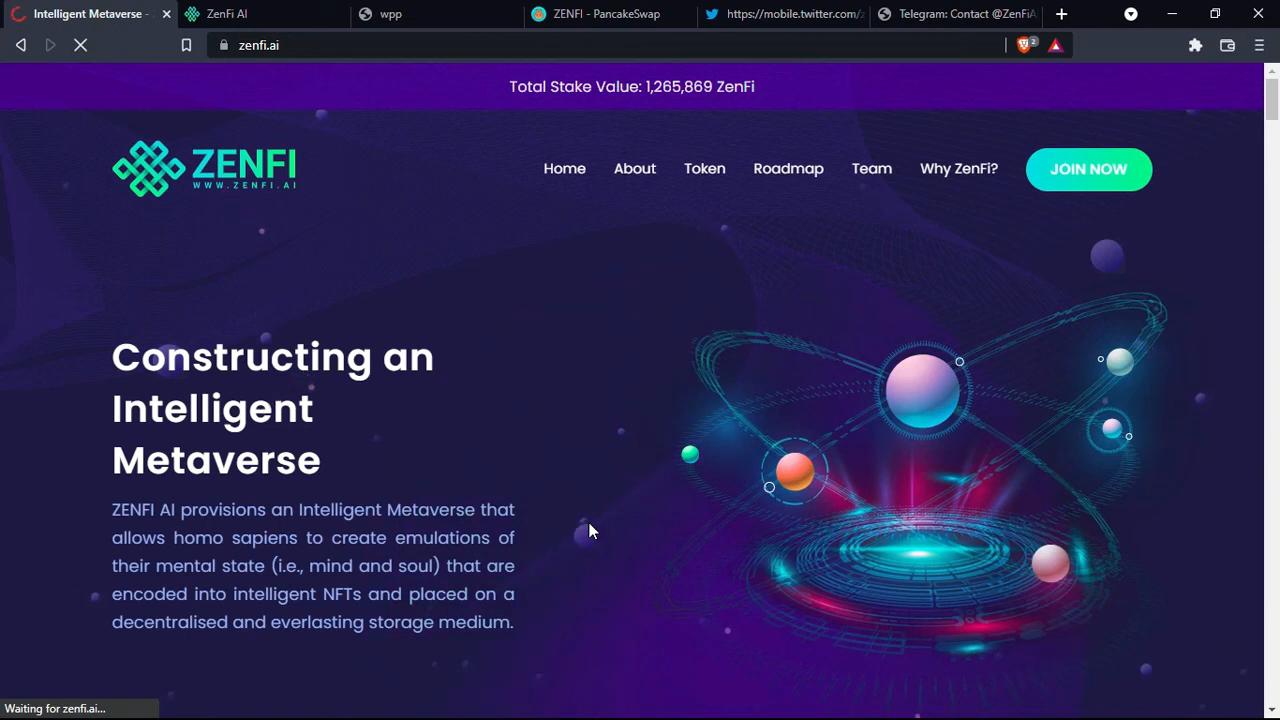 Intelligent Metaverse -
ZenFi AI
wpp
ZENFI - PancakeSwap
https://mobile.twitter.com/z
Telegram: Contact @ZenFiA
zenfi.ai
2
Total Stake Value: 1,265,869 ZenFi
ZENFI
WWW.ZENFI.AI
Home
About
Token
Roadmap
Team
Why ZenFi?
JOIN NOW
Constructing an
Intelligent
Metaverse
ZENFI AI provisions an Intelligent Metaverse that
allows homo sapiens to create emulations of
their mental state (i.e., mind and soul) that are
encoded into intelligent NFTs and placed on a
decentralised and everlasting storage medium.
Waiting for zenfi.ai...